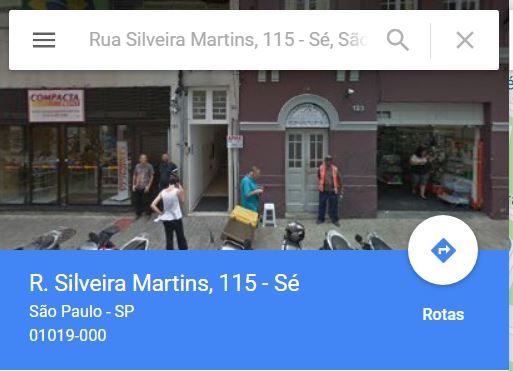 Rua Silveira Martins, 115 - Sé, São
COMPACTA
123
R. Silveira Martins, 115 - Sé
São Paulo - SP
01019-000
Rotas